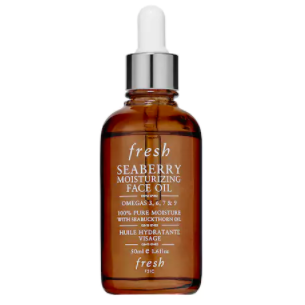 fresh
SEABERRY
MOISTURIZING
FACE OIL
OMEGAS 3, 6, 7 & 9
100% PURE MOISTURE
WITH SEABUCKTHORN OIL
HUILE HYDRATANTE
VISAGE
fresh